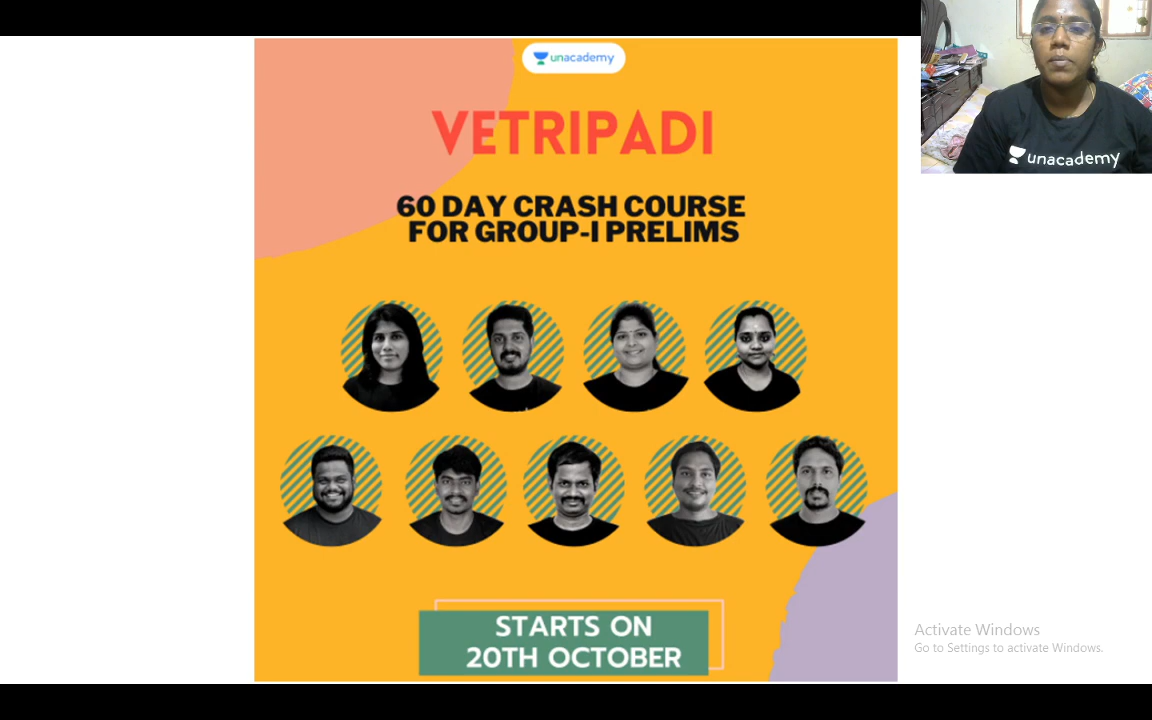 unacademy
VETRIPADI
60 DAY CRASH COURSE
FOR GROUP-I PRELIMS
STARTS ON
20TH OCTOBER
unacademy
Activate Windows
Go to Settings to activate Windows.